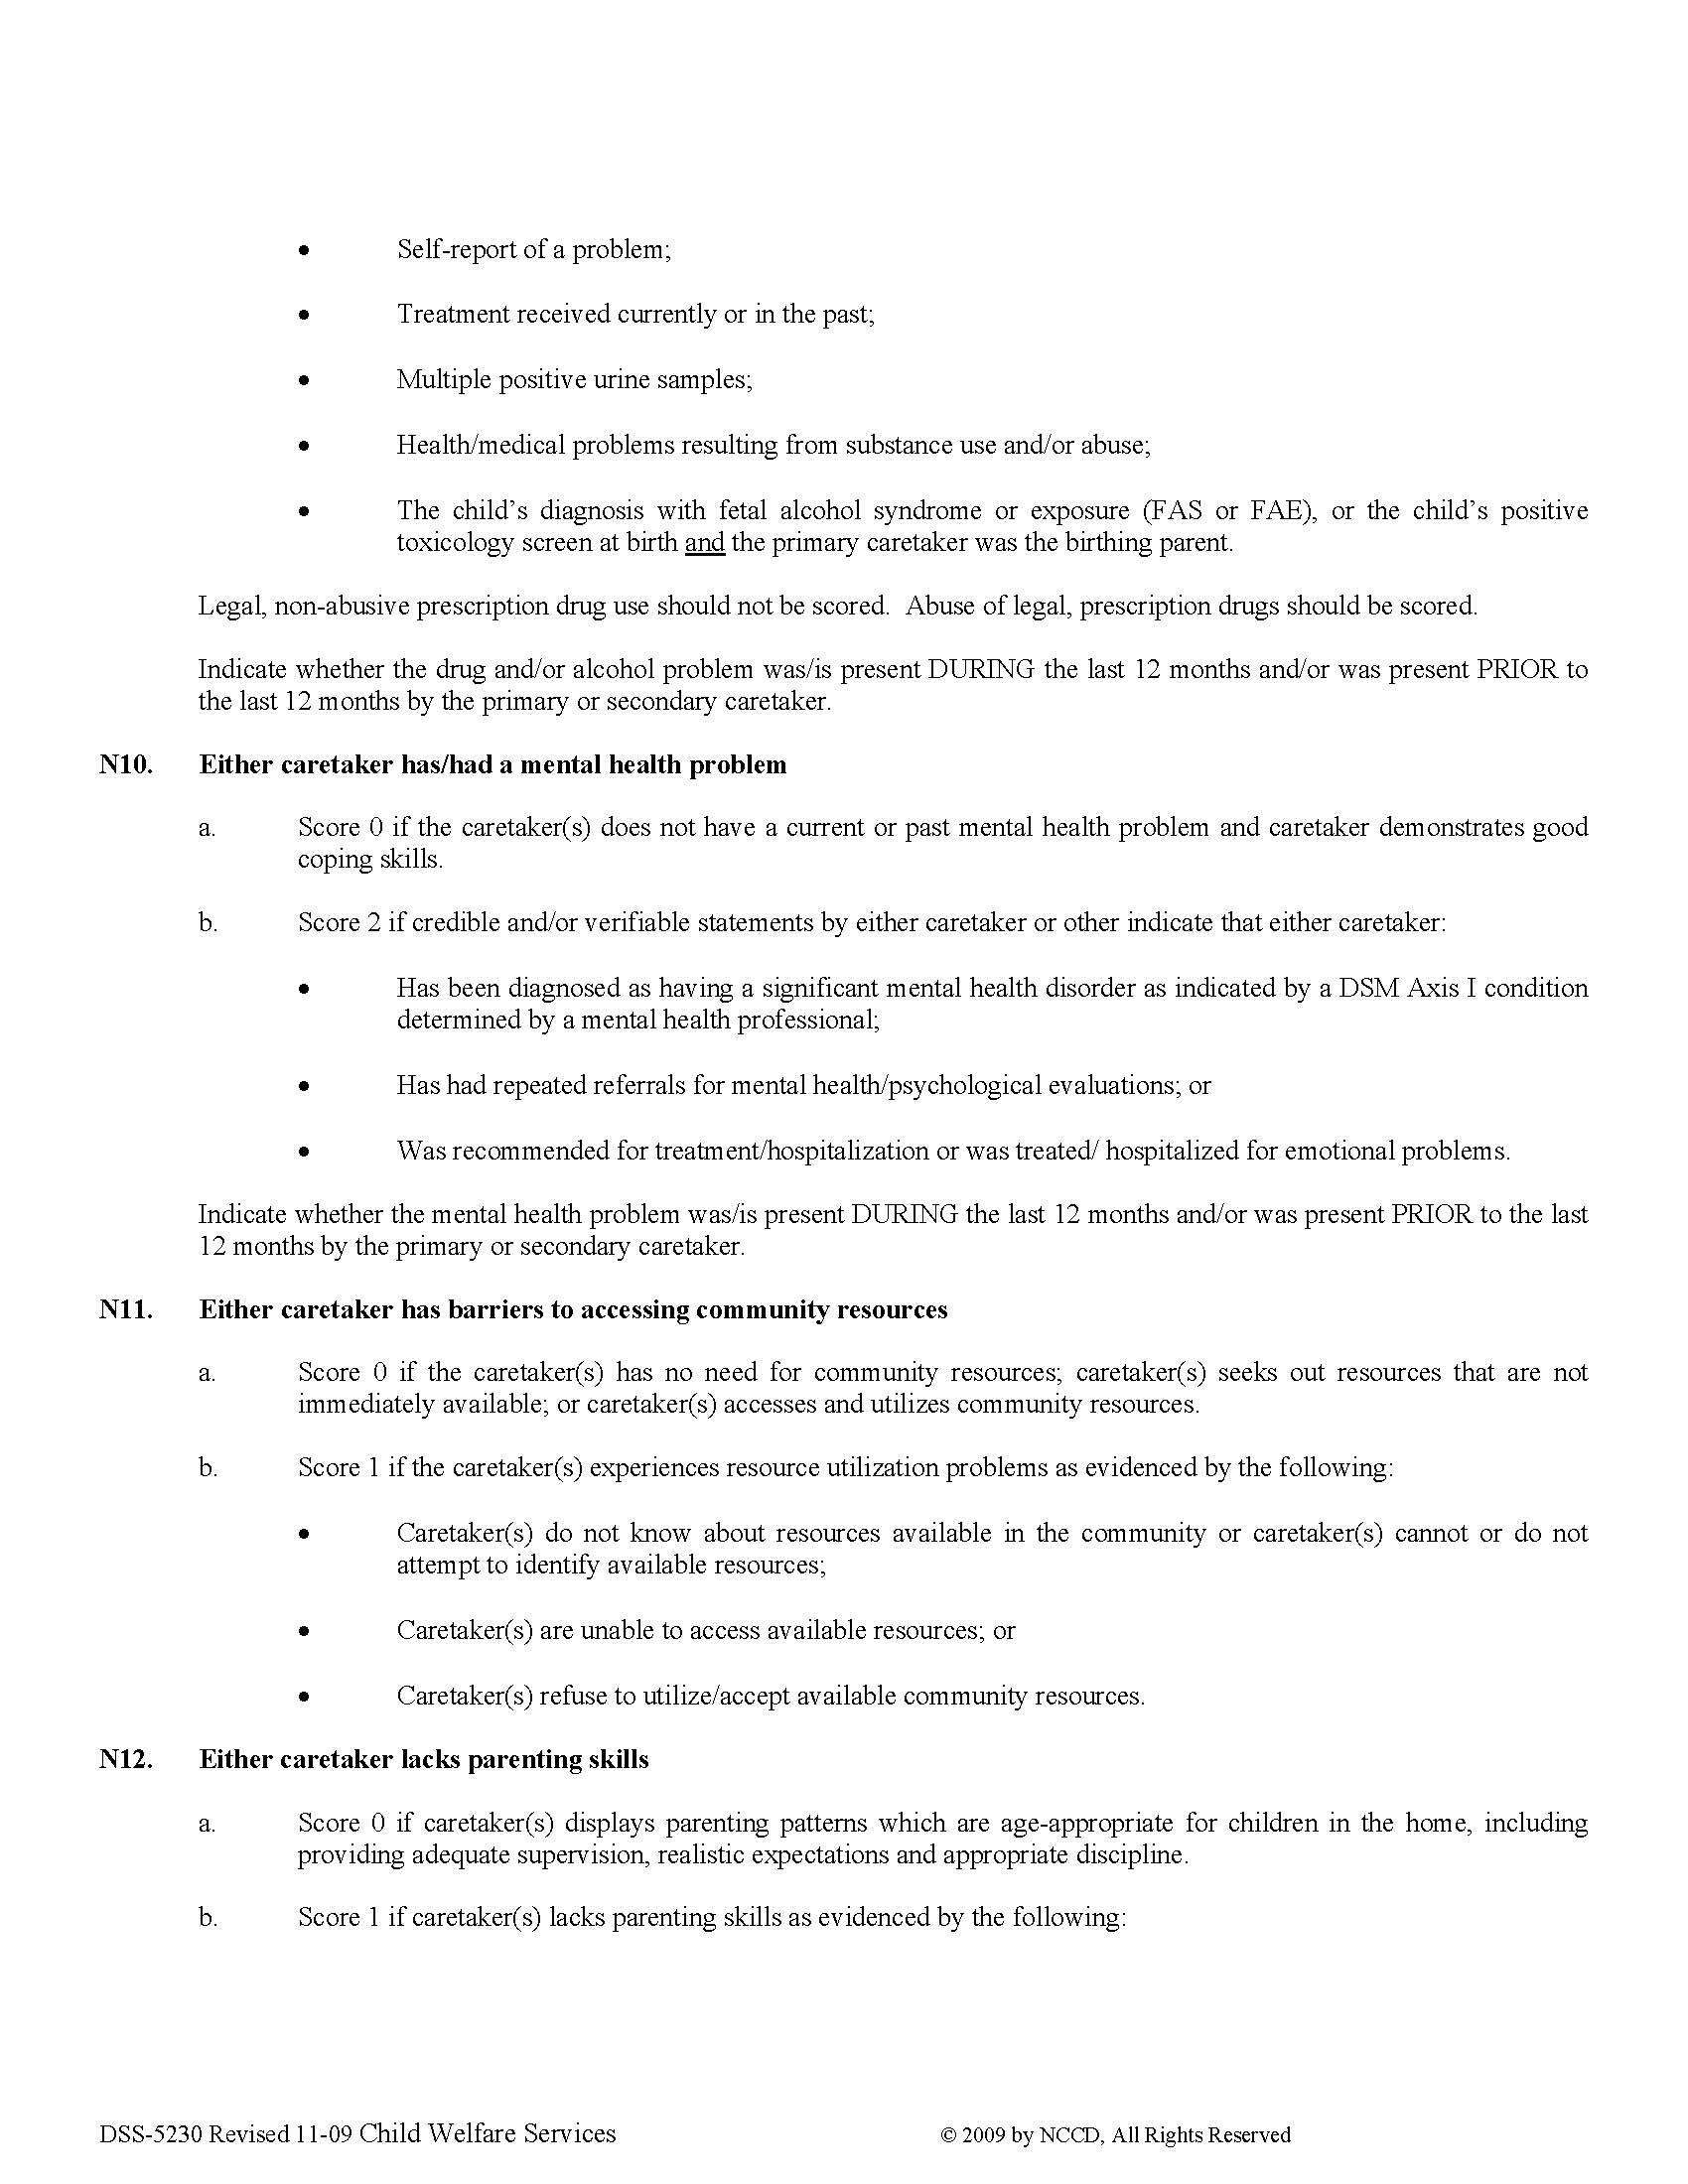 • Self-report of a problem;
• Treatment received currently or in the past;
• Multiple positive urine samples;
• Health/medical problems resulting from substance use and/or abuse;
• The child’s diagnosis with fetal alcohol syndrome or exposure (FAS or FAE), or the child’s positive
toxicology screen at birth and the primary caretaker was the birthing parent.
Legal, non-abusive prescription drug use should not be scored.  Abuse of legal, prescription drugs should be scored.
Indicate whether the drug and/or alcohol problem was/is present DURING the last 12 months and/or was present PRIOR to
the last 12 months by the primary or secondary caretaker.
N10. Either caretaker has/had a mental health problem
a. Score 0 if the caretaker(s) does not have a current or past mental health problem and caretaker demonstrates good
coping skills.
b. Score 2 if credible and/or verifiable statements by either caretaker or other indicate that either caretaker:
• Has been diagnosed as having a significant mental health disorder as indicated by a DSM Axis I condition
determined by a mental health professional;
• Has had repeated referrals for mental health/psychological evaluations; or
• Was recommended for treatment/hospitalization or was treated/ hospitalized for emotional problems.
Indicate whether the mental health problem was/is present DURING the last 12 months and/or was present PRIOR to the last
12 months by the primary or secondary caretaker.
N11. Either caretaker has barriers to accessing community resources
a. Score 0 if the caretaker(s) has no need for community resources; caretaker(s) seeks out resources that are not
immediately available; or caretaker(s) accesses and utilizes community resources.
b. Score 1 if the caretaker(s) experiences resource utilization problems as evidenced by the following:
• Caretaker(s) do not know about resources available in the community or caretaker(s) cannot or do not
attempt to identify available resources;
• Caretaker(s) are unable to access available resources; or
• Caretaker(s) refuse to utilize/accept available community resources.
N12. Either caretaker lacks parenting skills
a. Score 0 if caretaker(s) displays parenting patterns which are age-appropriate for children in the home, including
providing adequate supervision, realistic expectations and appropriate discipline.
b. Score 1 if caretaker(s) lacks parenting skills as evidenced by the following:
DSS-5230 Revised 11-09 Child Welfare Services © 2009 by NCCD, All Rights Reserved